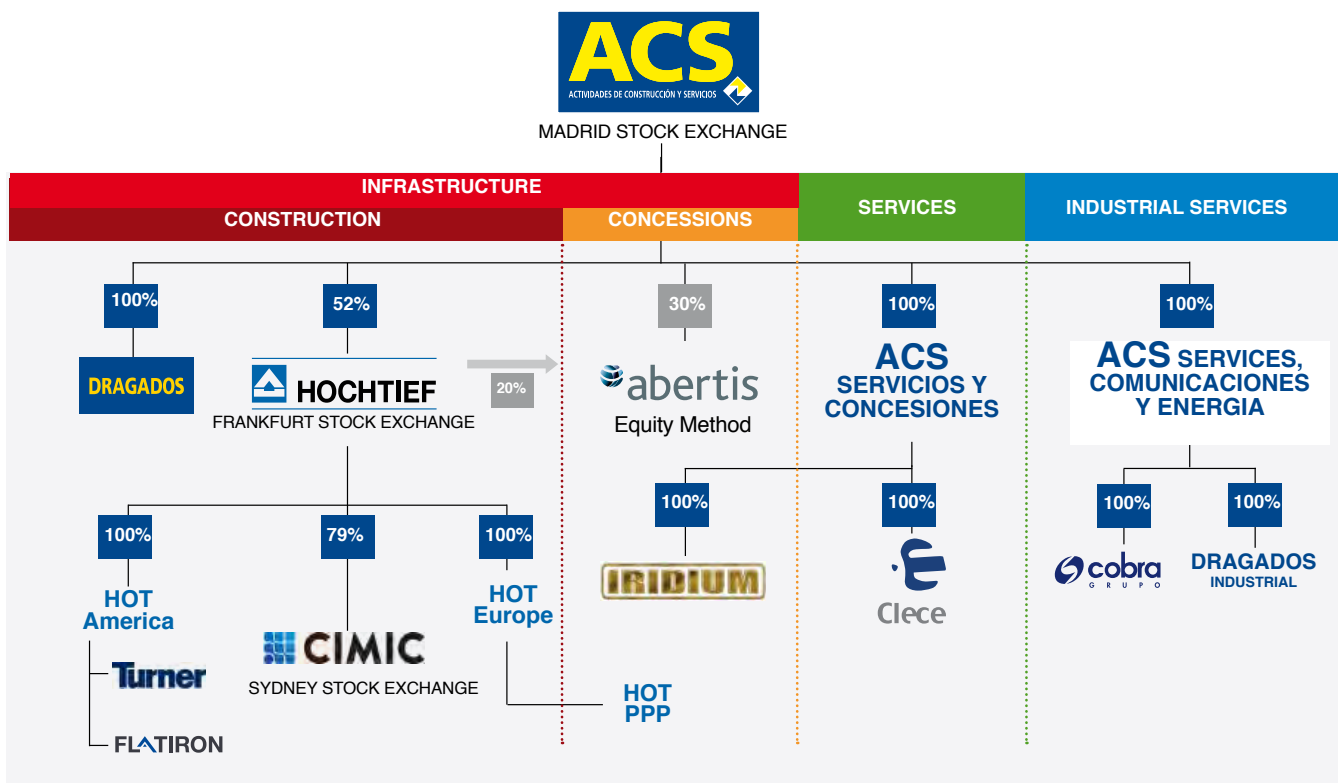 ACS
ACTIVIDADES DE CONSTRUCCIÓN Y SERVICIOS
MADRID STOCK EXCHANGE
INFRASTRUCTURE
CONSTRUCTION
CONCESSIONS
SERVICES
INDUSTRIAL SERVICES
100%
52%
30%
100%
100%
DRAGADOS
HOCHTIEF
FRANKFURT STOCK EXCHANGE
20%
abertis
Equity Method
ACS
SERVICIOS Y
CONCESIONES
ACS SERVICES,
COMUNICACIONES
Y ENERGIA
100%
79%
100%
100%
100%
100%
100%
HOT
America
Turner
FLATIRON
CIMIC
SYDNEY STOCK EXCHANGE
HOT
Europe
HOT
PPP
IRIDIUM
Clece
cobra
GRUPO
DRAGADOS
INDUSTRIAL